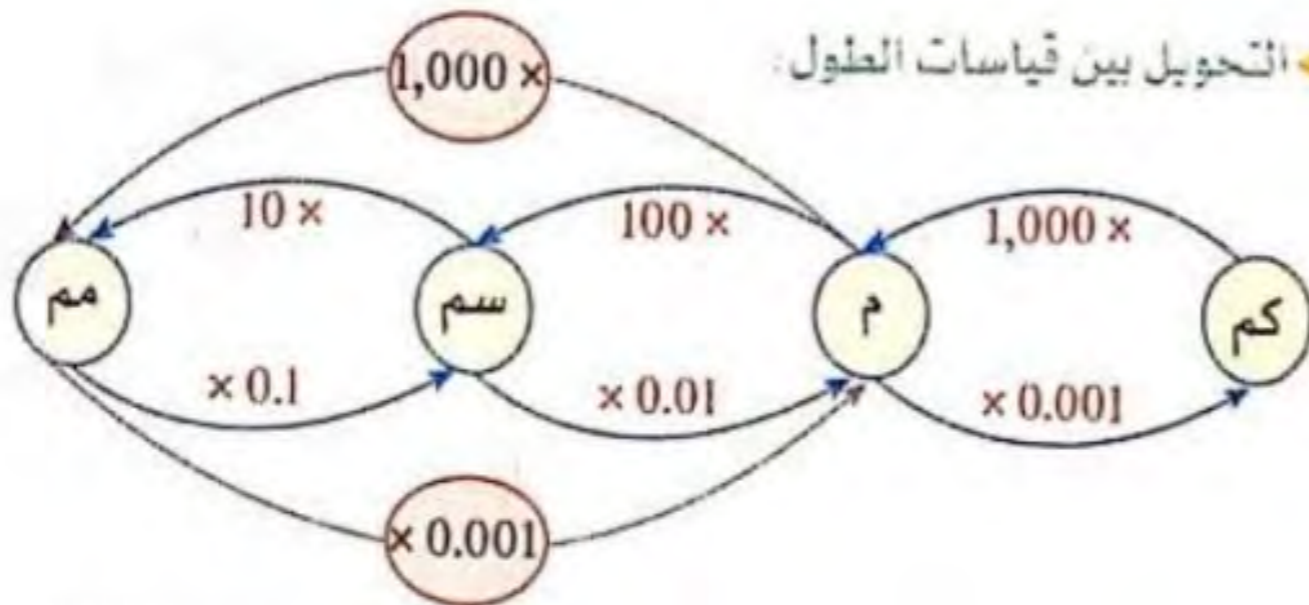 التحويل بين قياسات الطول:
1,000 ×
1,000 ×
100 ×
10 ×
كم
م
سم
مم
× 0.001
× 0.01
× 0.1
× 0.001